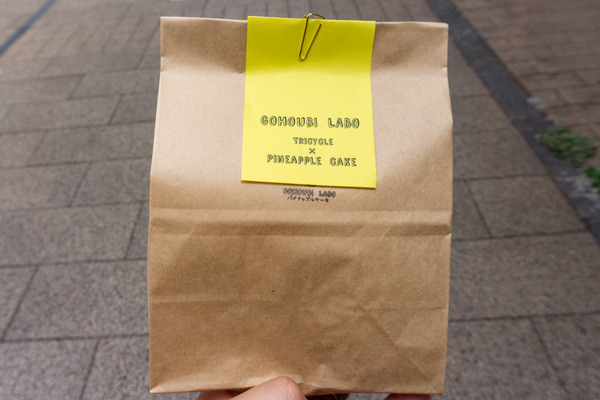 GOHOUBI LABO
TRICYCLE
×
PINEAPPLE CAKE
GOHOUBI LABO
パイナップルケーキ